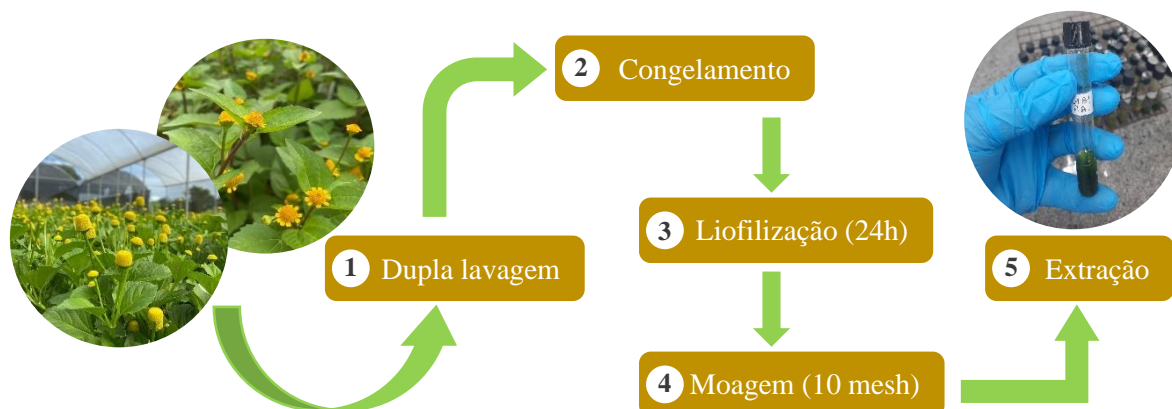 1 Dupla lavagem
2 Congelamento
3 Liofilização (24h)
4 Moagem (10 mesh)
5 Extração